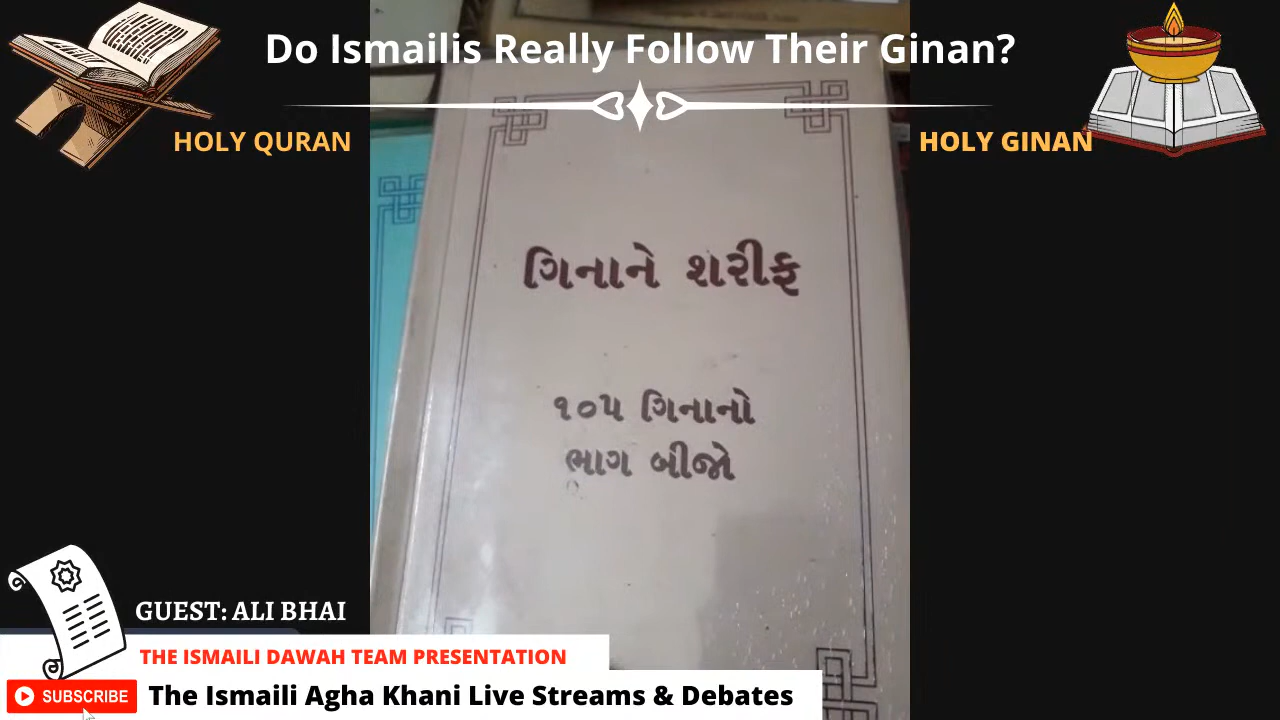 Do Ismailis Really Follow Their Ginan?
HOLY QURAN
HOLY GINAN
ગિનાને શરીફ
૧૦૫ ગિનાનો
ભાગ બીજો
GUEST: ALI BHAI
THE ISMAILI DAWAH TEAM PRESENTATION
SUBSCRIBE
The Ismaili Agha Khani Live Streams & Debates